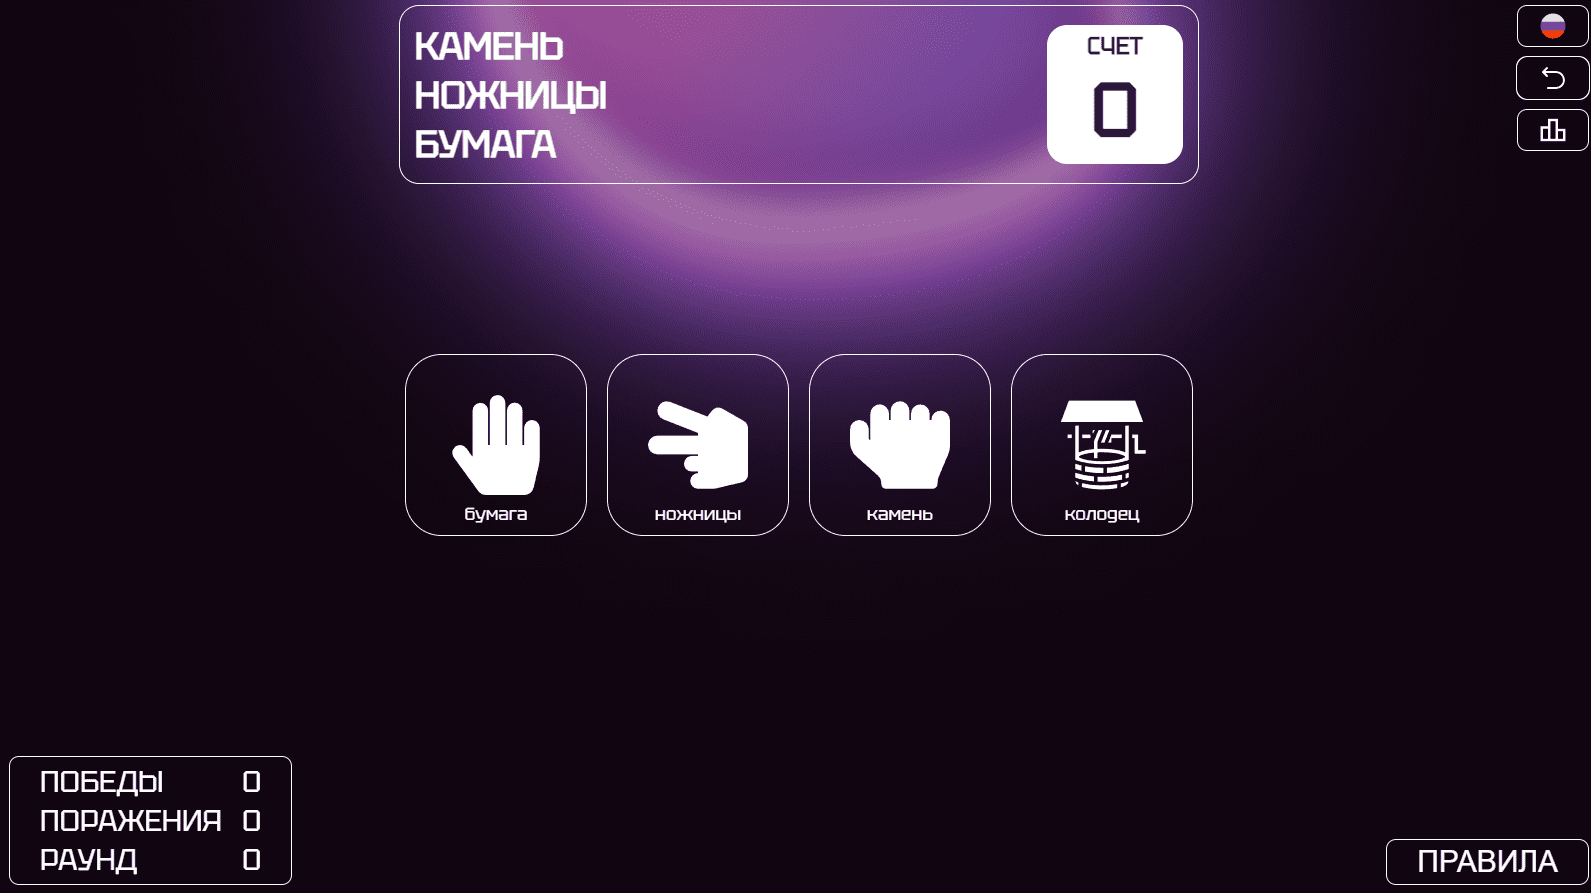 КАМЕНЬ
НОЖНИЦЫ
БУМАГА
СЧЕТ
0
бумага
ножницы
камень
колодец
ПОБЕДЫ 0
ПОРАЖЕНИЯ 0
РАУНД 0
ПРАВИЛА